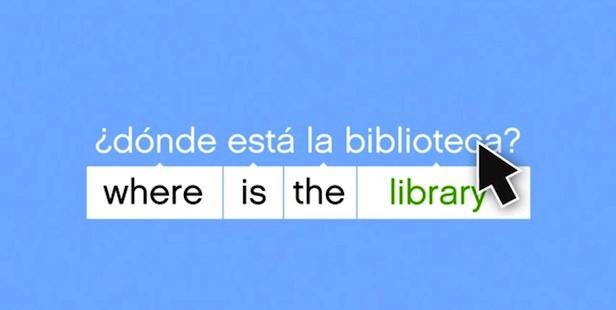 ¿dónde está la biblioteca?
where is the library